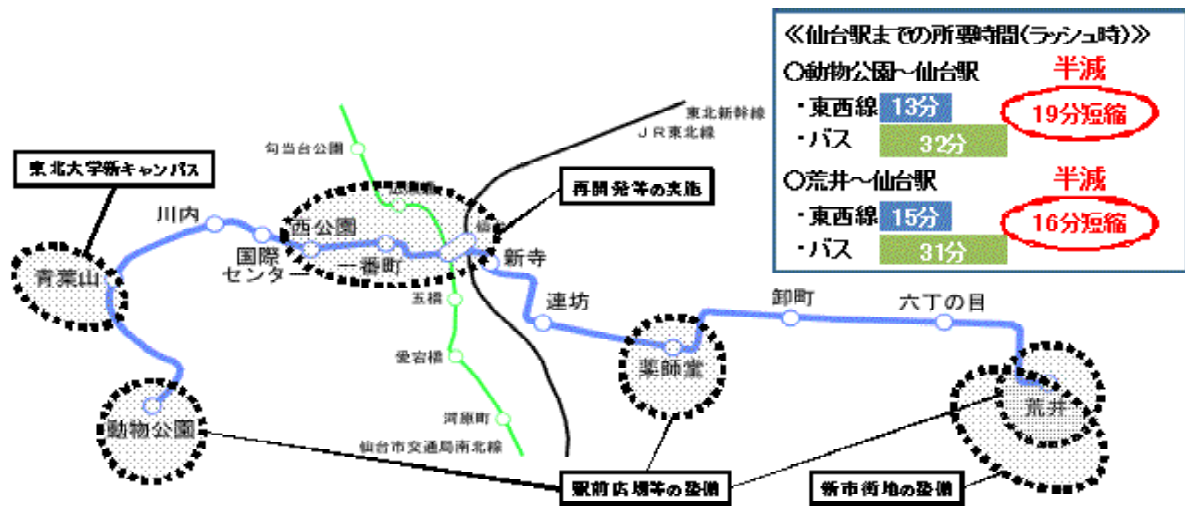 ≪仙台駅までの所要時間(ラッシュ時)≫
○動物公園～仙台駅
半減
・東西線 13分
19分短縮
・バス 32分
○荒井～仙台駅
半減
・東西線 15分
16分短縮
・バス 31分
東北新幹線
JR東北線
勾当台公園
東北大学新キャンパス
再開発等の実施
川内
西公園
国際
センター
一番町
新寺
青葉山
五橋
連坊
卸町
六丁の目
愛宕橋
薬師堂
荒井
動物公園
河原町
仙台市交通局南北線
駅前広場等の整備
新市街地の整備